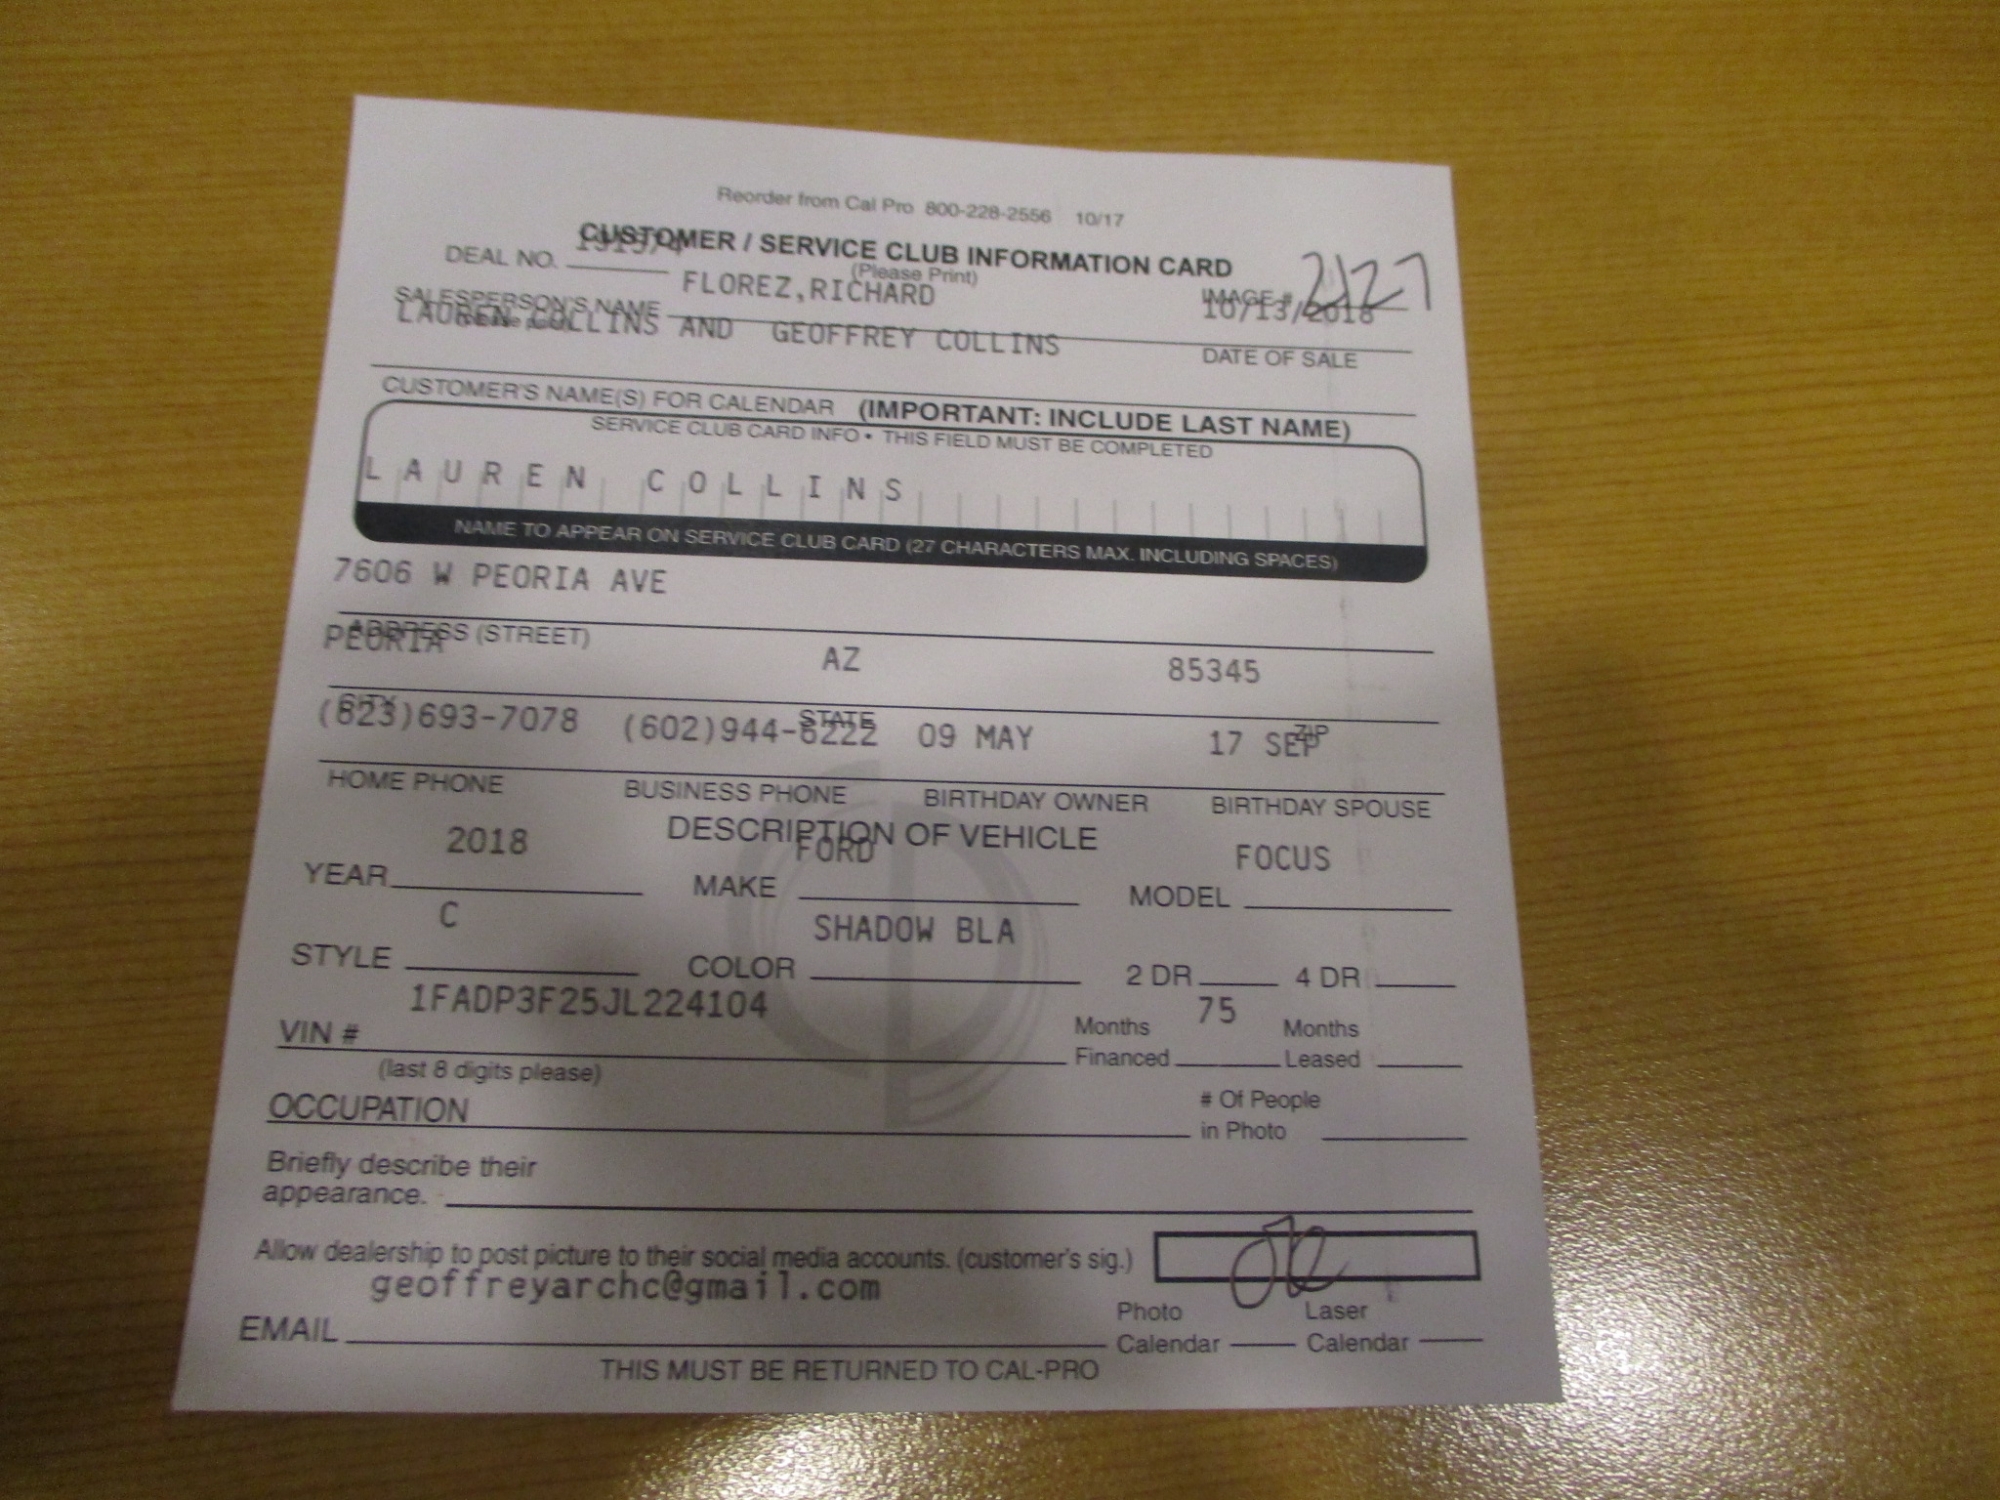 Reorder from Cal Pro 800-228-2556 10/17
CUSTOMER / SERVICE CLUB INFORMATION CARD
(Please Print)
DEAL NO.
FLOREZ,RICHARD
IMAGE # 2127
SALESPERSON'S NAME
10/13/2018
LAUREN COLLINS AND GEOFFREY COLLINS
DATE OF SALE
CUSTOMER'S NAME(S) FOR CALENDAR (IMPORTANT: INCLUDE LAST NAME)
SERVICE CLUB CARD INFO • THIS FIELD MUST BE COMPLETED
LAUREN COLLINS
NAME TO APPEAR ON SERVICE CLUB CARD (27 CHARACTERS MAX. INCLUDING SPACES)
7606 W PEORIA AVE
ADDRESS (STREET)
PEORIA AZ 85345
CITY STATE ZIP
(623)693-7078 (602)944-6222 09 MAY 17 SEP
HOME PHONE BUSINESS PHONE BIRTHDAY OWNER BIRTHDAY SPOUSE
DESCRIPTION OF VEHICLE
2018 FORD FOCUS
YEAR MAKE MODEL
C SHADOW BLA
STYLE COLOR 2 DR 4 DR
1FADP3F25JL224104 75
VIN # Months Financed Months Leased
(last 8 digits please)
OCCUPATION # Of People in Photo
Briefly describe their
appearance.
Allow dealership to post picture to their social media accounts. (customer's sig.)
geoffreyarchc@gmail.com
EMAIL Photo Calendar Laser Calendar
THIS MUST BE RETURNED TO CAL-PRO